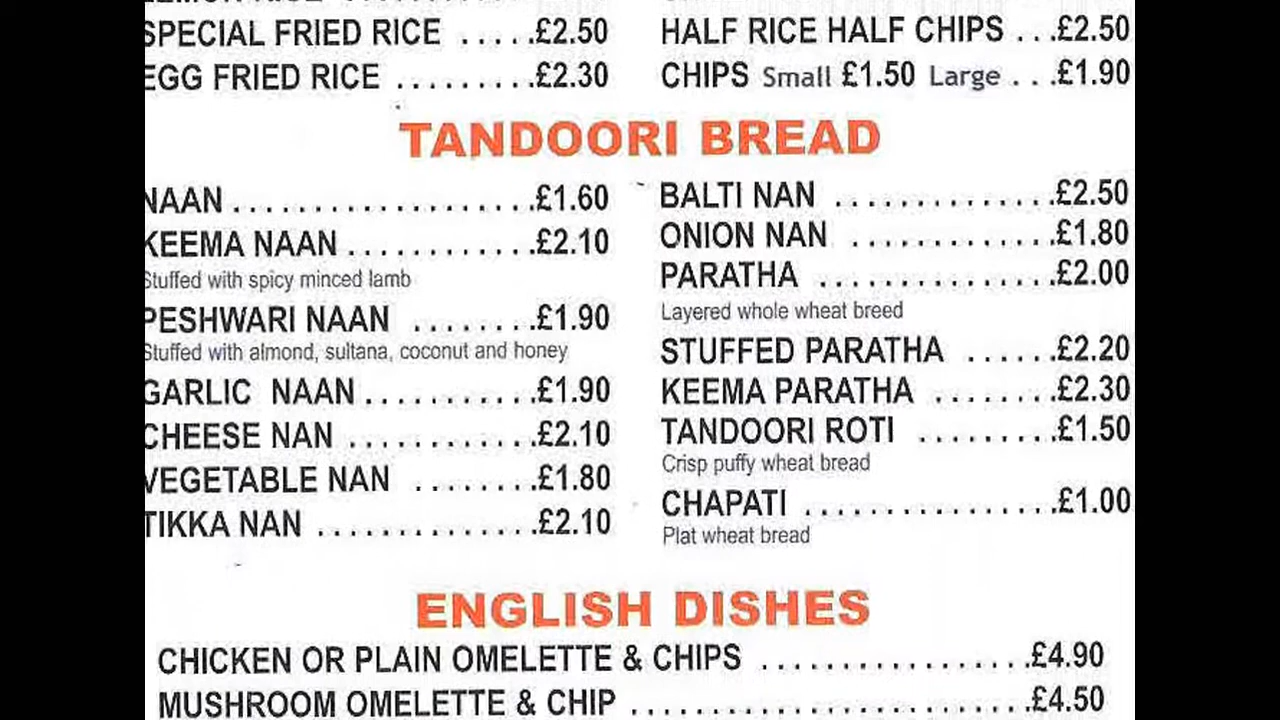 SPECIAL FRIED RICE .....£2.50
EGG FRIED RICE .........£2.30
HALF RICE HALF CHIPS ...£2.50
CHIPS Small £1.50 Large ...£1.90
TANDOORI BREAD
NAAN ...................£1.60
KEEMA NAAN ............£2.10
Stuffed with spicy minced lamb
PESHWARI NAAN ........£1.90
Stuffed with almond, sultana, coconut and honey
GARLIC NAAN ...........£1.90
CHEESE NAN ............£2.10
VEGETABLE NAN ........£1.80
TIKKA NAN ..............£2.10
BALTI NAN ..............£2.50
ONION NAN .............£1.80
PARATHA ...............£2.00
Layered whole wheat breed
STUFFED PARATHA ......£2.20
KEEMA PARATHA ........£2.30
TANDOORI ROTI .........£1.50
Crisp puffy wheat bread
CHAPATI ................£1.00
Plat wheat bread
ENGLISH DISHES
CHICKEN OR PLAIN OMELETTE & CHIPS .................£4.90
MUSHROOM OMELETTE & CHIP .........................£4.50